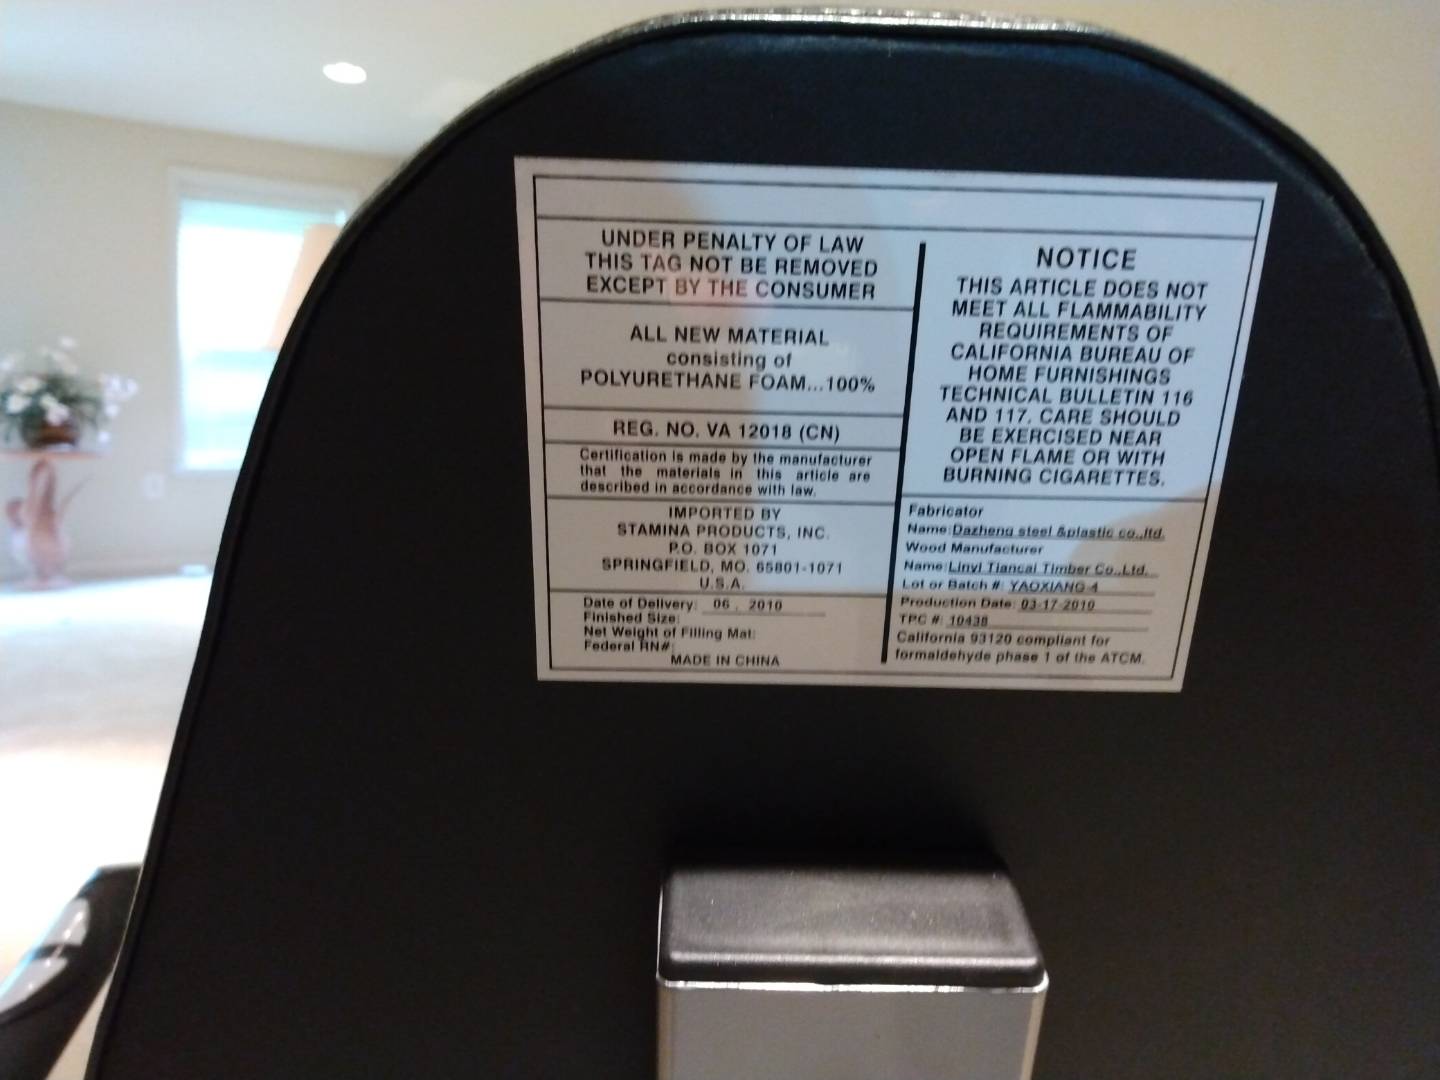 UNDER PENALTY OF LAW
THIS TAG NOT BE REMOVED
EXCEPT BY THE CONSUMER
ALL NEW MATERIAL
consisting of
POLYURETHANE FOAM...100%
REG. NO. VA 12018 (CN)
Certification is made by the manufacturer
that the materials in this article are
described in accordance with law.
IMPORTED BY
STAMINA PRODUCTS, INC.
P.O. BOX 1071
SPRINGFIELD, MO. 65801-1071
U.S.A.
Date of Delivery: 06 . 2010
Finished Size:
Net Weight of Filling Mat:
Federal RN#:
MADE IN CHINA
NOTICE
THIS ARTICLE DOES NOT
MEET ALL FLAMMABILITY
REQUIREMENTS OF
CALIFORNIA BUREAU OF
HOME FURNISHINGS
TECHNICAL BULLETIN 116
AND 117. CARE SHOULD
BE EXERCISED NEAR
OPEN FLAME OR WITH
BURNING CIGARETTES.
Fabricator
Name: Dazheng steel &plastic co.,ltd.
Wood Manufacturer
Name: Linyi Tiancai Timber Co.,Ltd.
Lot or Batch #: YAOXIANG-4
Production Date: 03-17-2010
TPC #: 10438
California 93120 compliant for
formaldehyde phase 1 of the ATCM.